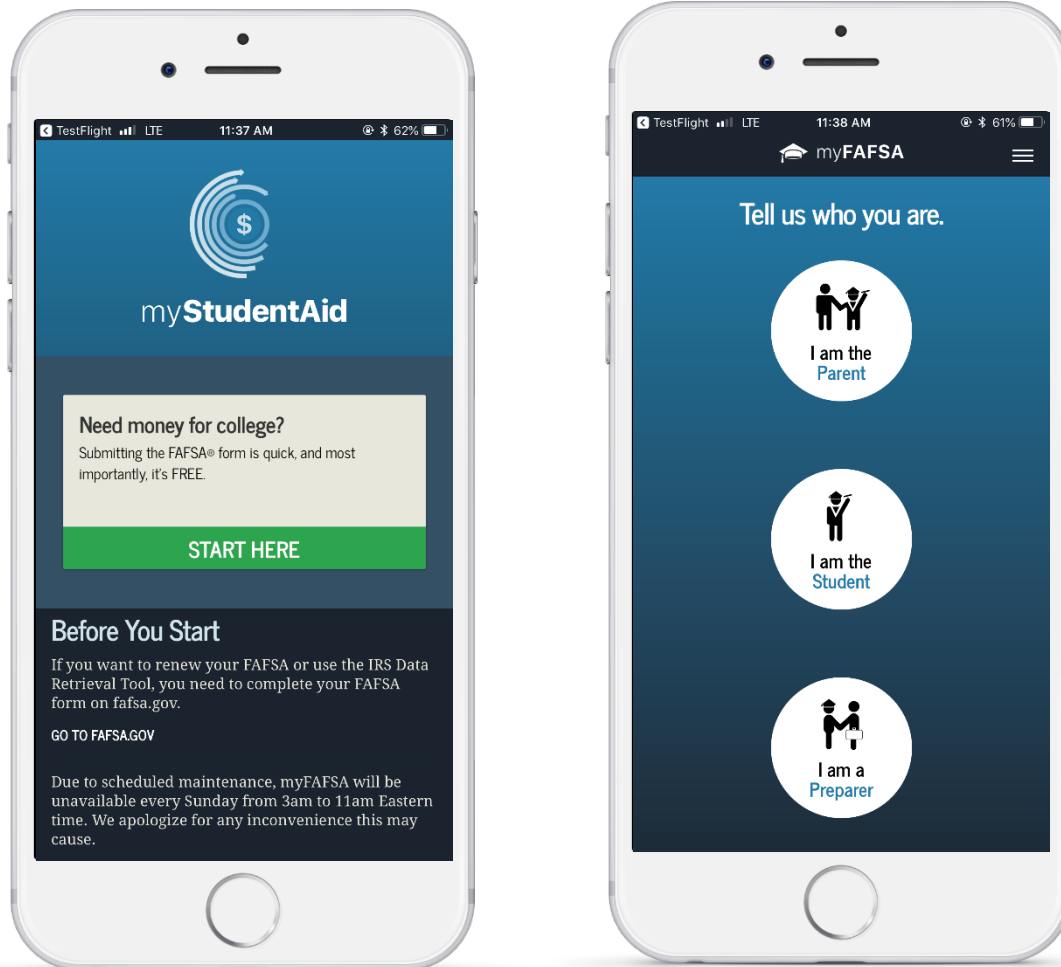 TestFlight LTE 11:37 AM 62%
$
myStudentAid
Need money for college?
Submitting the FAFSA® form is quick, and most
importantly, it's FREE.
START HERE
Before You Start
If you want to renew your FAFSA or use the IRS Data
Retrieval Tool, you need to complete your FAFSA
form on fafsa.gov.
GO TO FAFSA.GOV
Due to scheduled maintenance, myFAFSA will be
unavailable every Sunday from 3am to 11am Eastern
time. We apologize for any inconvenience this may
cause.
TestFlight LTE 11:38 AM 61%
myFAFSA
Tell us who you are.
I am the
Parent
I am the
Student
I am a
Preparer